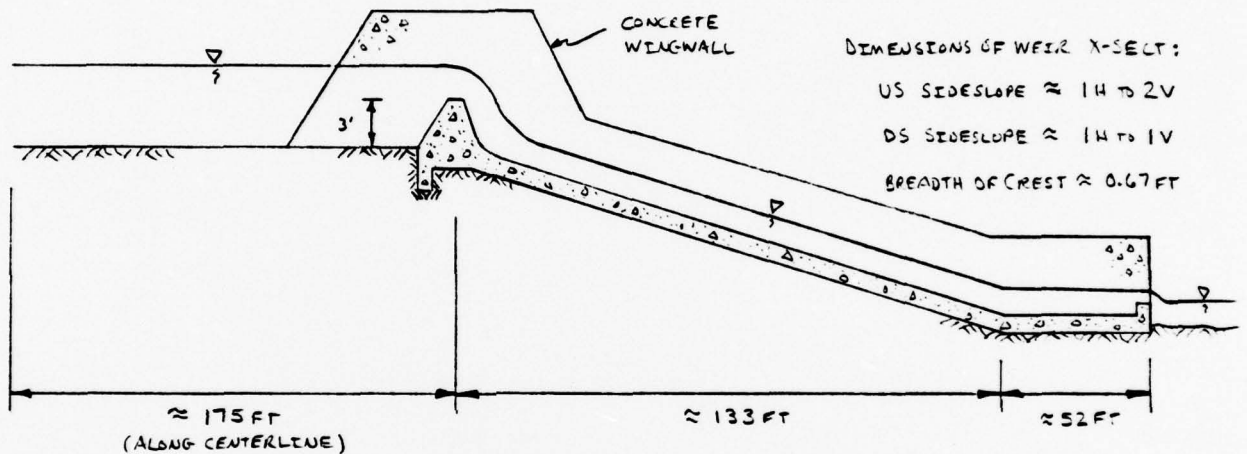 CONCRETE
WINGWALL
DIMENSIONS OF WEIR X-SECT:
US SIDESLOPE ≈ 1H TO 2V
DS SIDESLOPE ≈ 1H TO 1V
BREADTH OF CREST ≈ 0.67 FT
3'
≈ 175 FT
(ALONG CENTERLINE)
≈ 133 FT
≈ 52 FT